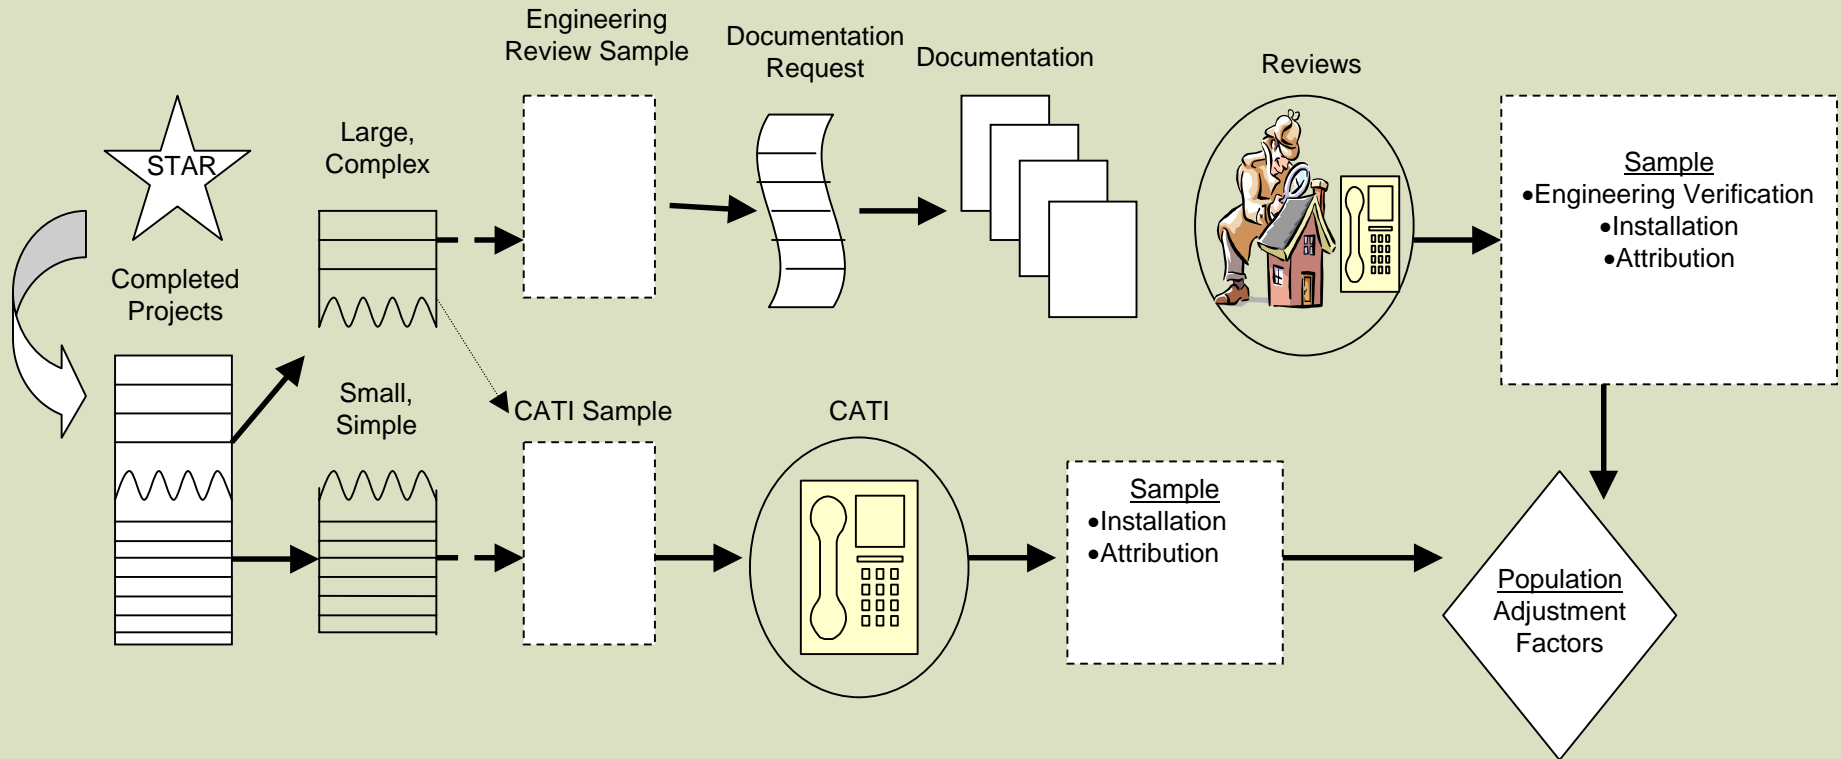 Engineering
Review Sample
Documentation
Request
Documentation
Reviews
STAR
Large,
Complex
Sample
•Engineering Verification
•Installation
•Attribution
Completed
Projects
Small,
Simple
CATI Sample
CATI
Sample
•Installation
•Attribution
Population
Adjustment
Factors